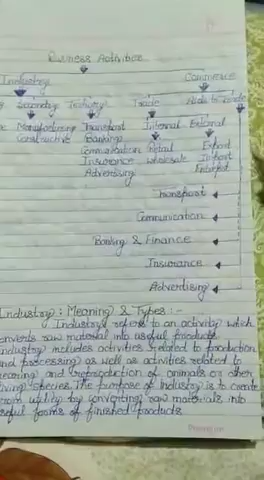 Business Activities
Industry Commerce
Secondary Tertiary Trade Aids to trade
Manufacturing Transport Internal External
Constructive Banking Retail Export
Communication wholesale Import
Insurance Entrepot
Advertising
Transport
Communication
Banking & Finance
Insurance
Advertising
Industry : Meaning & Types :-
Industry refers to an activity which
converts raw material into useful products.
Industry includes activities related to production
and processing as well as activities related to
rearing and reproduction of animals or other
living species. The purpose of Industry is to create
form utility by converting raw materials into
useful forms of finished products.